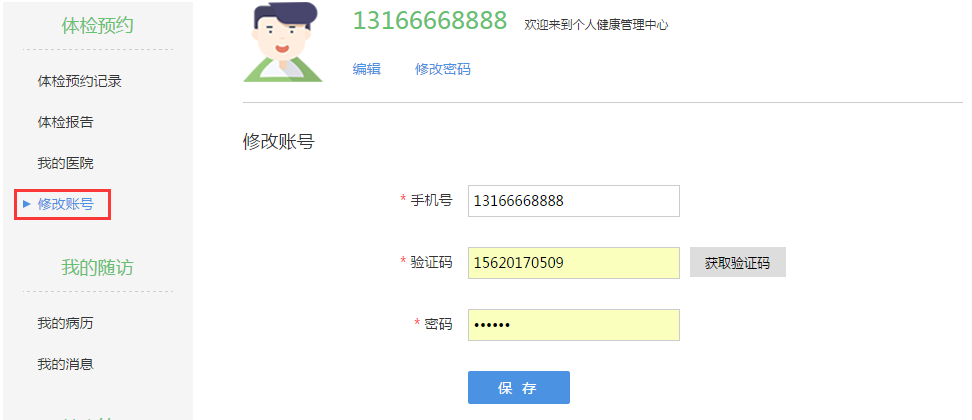 体检预约
体检预约记录
体检报告
我的医院
修改账号
我的随访
我的病历
我的消息
13166668888 欢迎来到个人健康管理中心
编辑 修改密码
修改账号
* 手机号 13166668888
* 验证码 15620170509 获取验证码
* 密码 ••••••
保 存